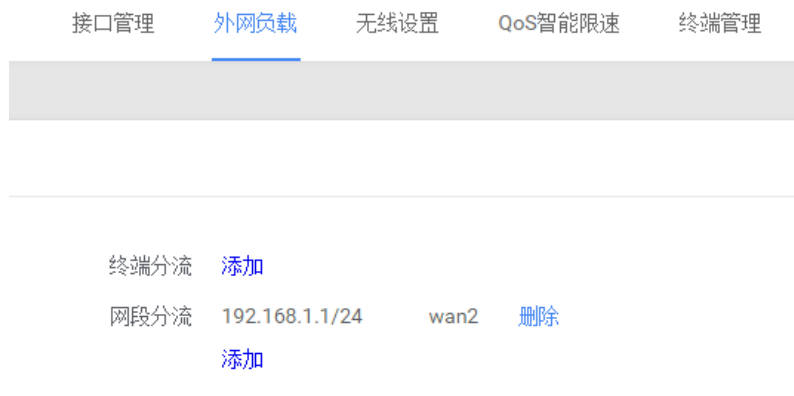 接口管理 外网负载 无线设置 QoS智能限速 终端管理
终端分流 添加
网段分流 192.168.1.1/24 wan2 删除
添加